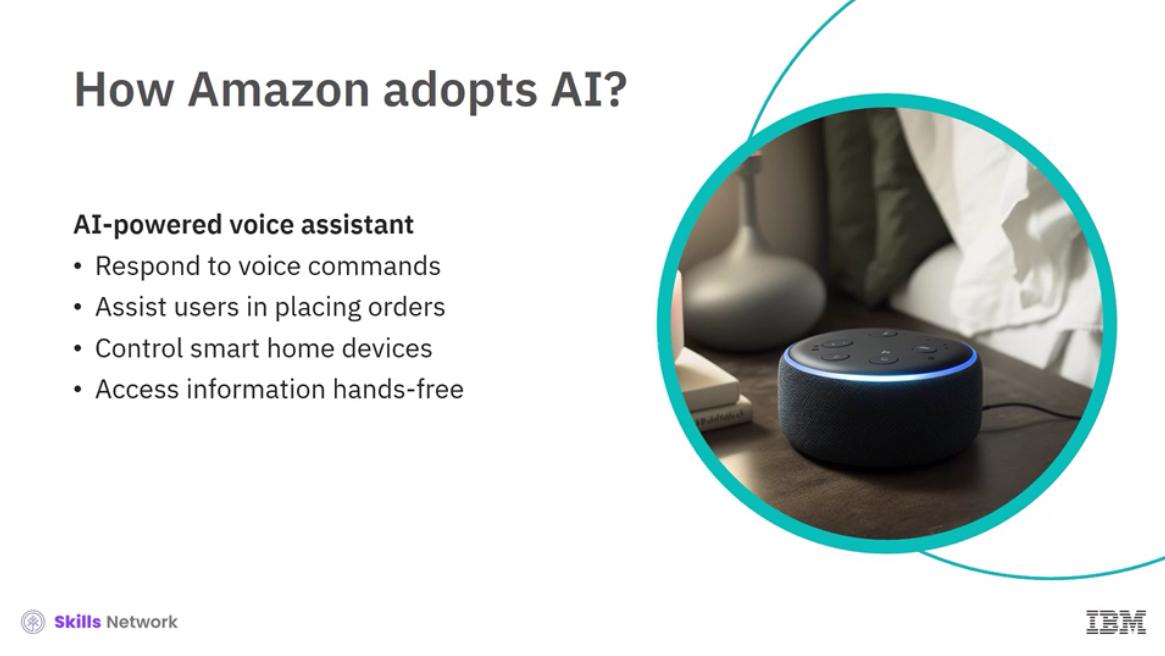 How Amazon adopts AI?
AI-powered voice assistant
• Respond to voice commands
• Assist users in placing orders
• Control smart home devices
• Access information hands-free
Skills Network
IBM